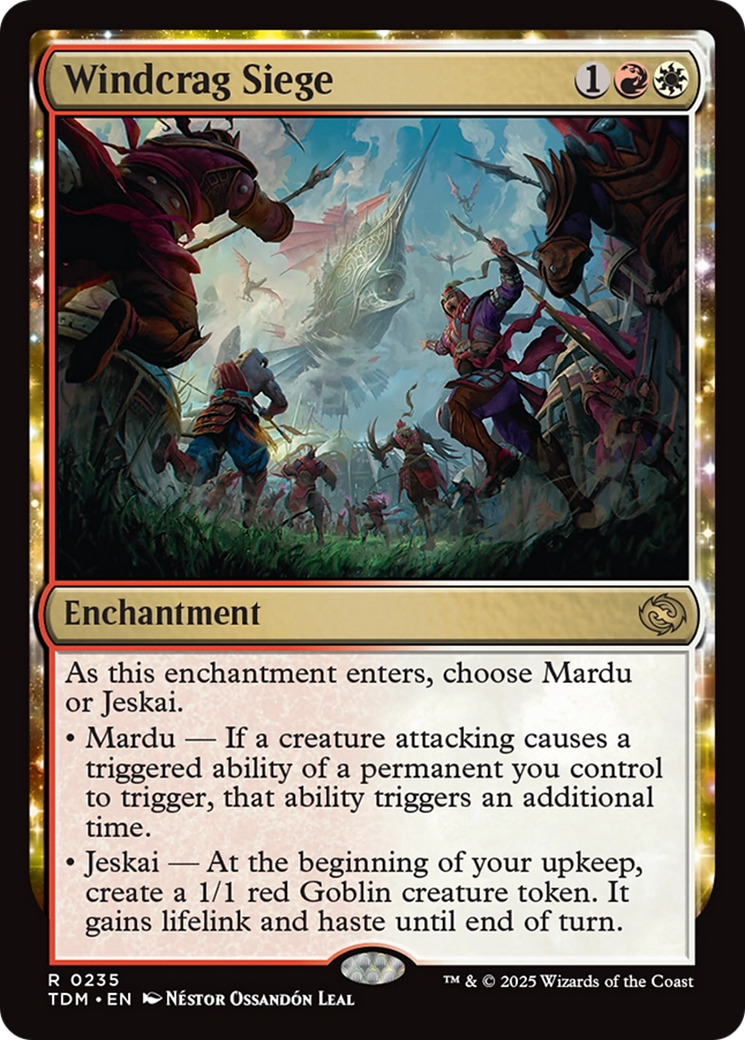 Windcrag Siege 1
Enchantment
As this enchantment enters, choose Mardu
or Jeskai.
• Mardu — If a creature attacking causes a
triggered ability of a permanent you control
to trigger, that ability triggers an additional
time.
• Jeskai — At the beginning of your upkeep,
create a 1/1 red Goblin creature token. It
gains lifelink and haste until end of turn.
R 0235 ™ & © 2025 Wizards of the Coast
TDM • EN Néstor Ossandón Leal